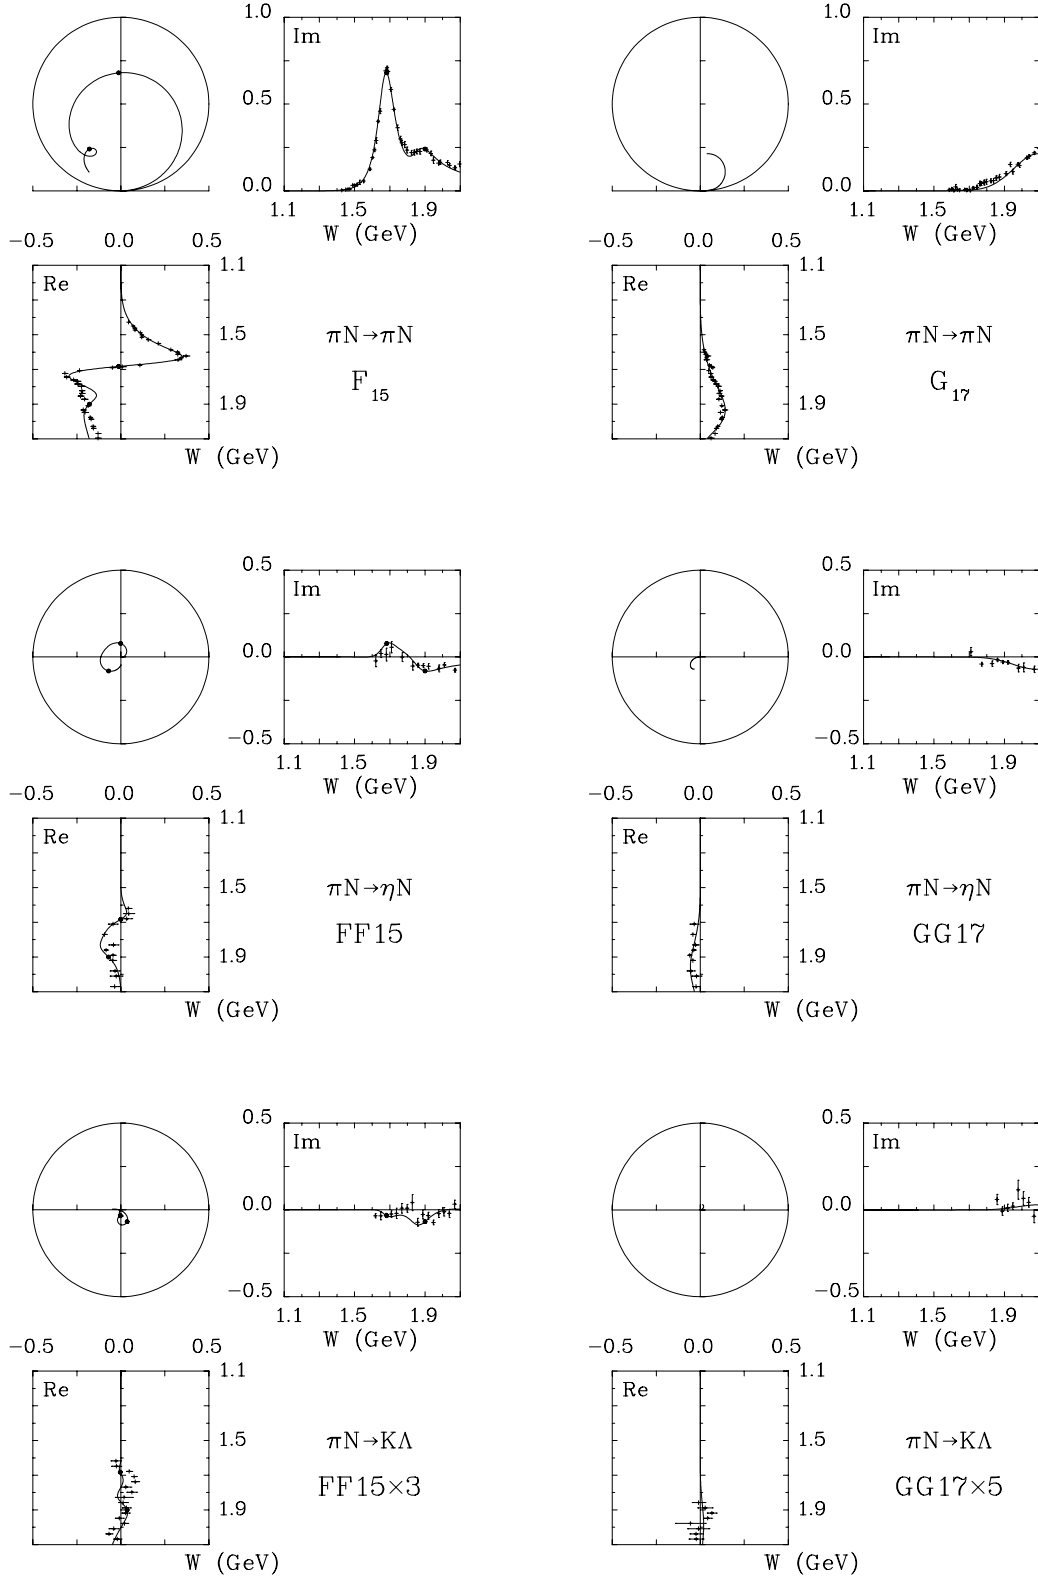 1.0 Im 1.0 Im
0.5 0.5
0.0 0.0
1.1 1.5 1.9 1.1 1.5 1.9
W (GeV) W (GeV)
−0.5 0.0 0.5 −0.5 0.0 0.5
Re 1.1 Re 1.1
1.5 πN→πN 1.5 πN→πN
F15 G17
1.9 1.9
W (GeV) W (GeV)
0.5 Im 0.5 Im
0.0 0.0
−0.5 −0.5
1.1 1.5 1.9 1.1 1.5 1.9
W (GeV) W (GeV)
−0.5 0.0 0.5 −0.5 0.0 0.5
Re 1.1 Re 1.1
1.5 πN→ηN 1.5 πN→ηN
FF15 GG17
1.9 1.9
W (GeV) W (GeV)
0.5 Im 0.5 Im
0.0 0.0
−0.5 −0.5
1.1 1.5 1.9 1.1 1.5 1.9
W (GeV) W (GeV)
−0.5 0.0 0.5 −0.5 0.0 0.5
Re 1.1 Re 1.1
1.5 πN→KΛ 1.5 πN→KΛ
FF15×3 GG17×5
1.9 1.9
W (GeV) W (GeV)